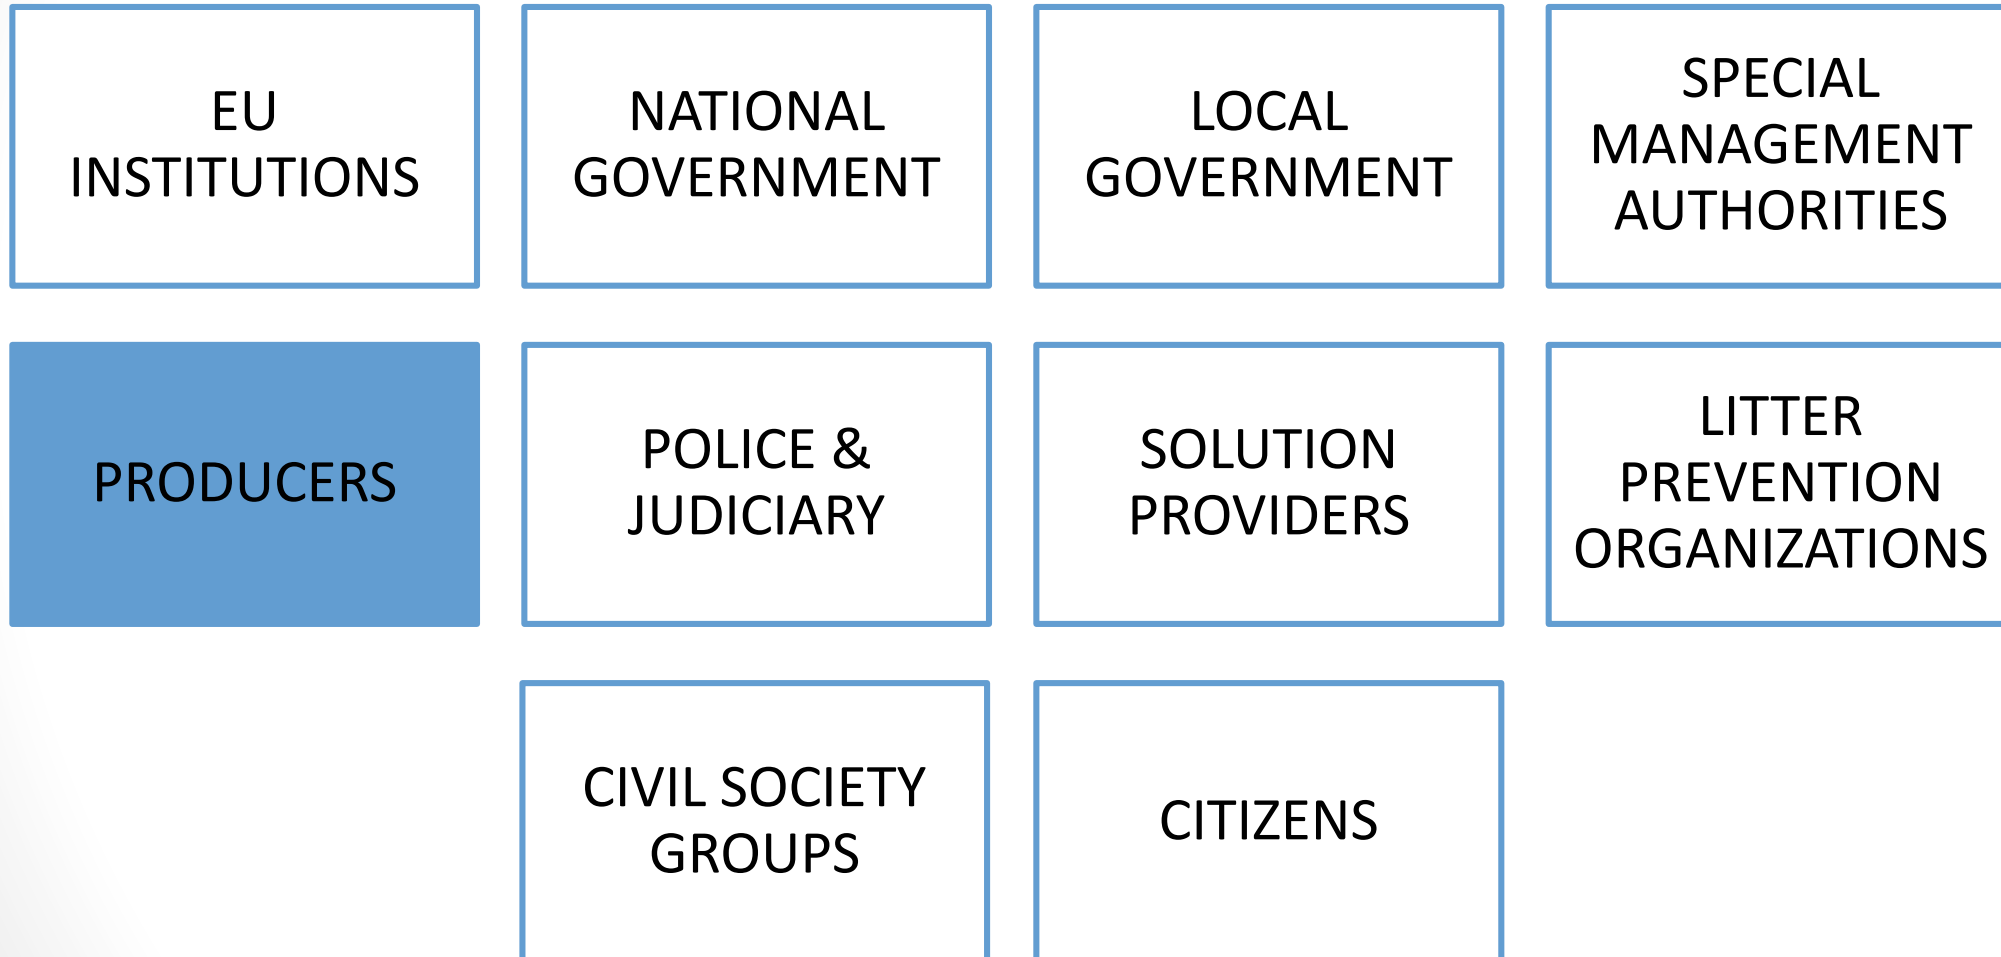 EU
INSTITUTIONS
NATIONAL
GOVERNMENT
LOCAL
GOVERNMENT
SPECIAL
MANAGEMENT
AUTHORITIES
PRODUCERS
POLICE &
JUDICIARY
SOLUTION
PROVIDERS
LITTER
PREVENTION
ORGANIZATIONS
CIVIL SOCIETY
GROUPS
CITIZENS